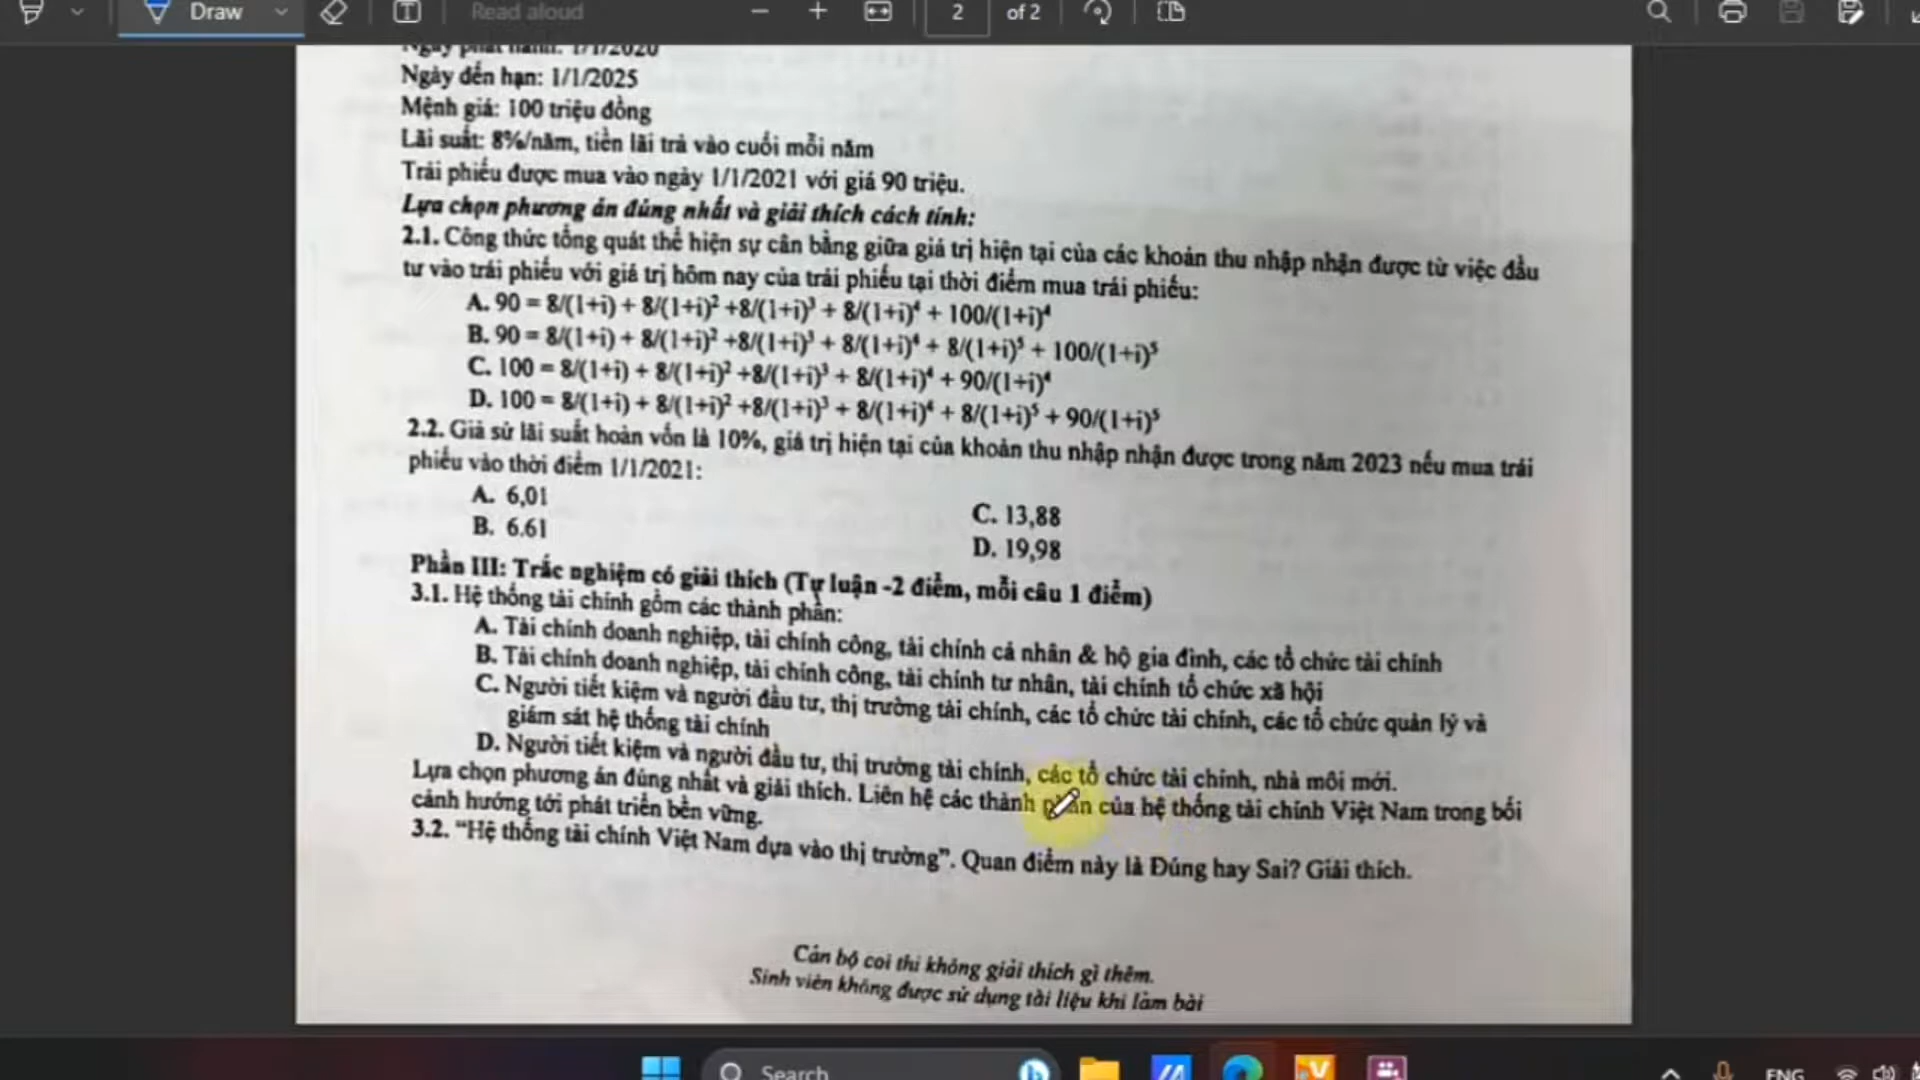 Draw
Read aloud
2
of 2
Ngày phát hành: 1/1/2020
Ngày đến hạn: 1/1/2025
Mệnh giá: 100 triệu đồng
Lãi suất: 8%/năm, tiền lãi trả vào cuối mỗi năm
Trái phiếu được mua vào ngày 1/1/2021 với giá 90 triệu.
Lựa chọn phương án đúng nhất và giải thích cách tính:
2.1. Công thức tổng quát thể hiện sự cân bằng giữa giá trị hiện tại của các khoản thu nhập nhận được từ việc đầu
tư vào trái phiếu với giá trị hôm nay của trái phiếu tại thời điểm mua trái phiếu:
A. 90 = 8/(1+i) + 8/(1+i)² +8/(1+i)³ + 8/(1+i)⁴ + 100/(1+i)⁴
B. 90 = 8/(1+i) + 8/(1+i)² +8/(1+i)³ + 8/(1+i)⁴ + 8/(1+i)⁵ + 100/(1+i)⁵
C. 100 = 8/(1+i) + 8/(1+i)² +8/(1+i)³ + 8/(1+i)⁴ + 90/(1+i)⁴
D. 100 = 8/(1+i) + 8/(1+i)² +8/(1+i)³ + 8/(1+i)⁴ + 8/(1+i)⁵ + 90/(1+i)⁵
2.2. Giả sử lãi suất hoàn vốn là 10%, giá trị hiện tại của khoản thu nhập nhận được trong năm 2023 nếu mua trái
phiếu vào thời điểm 1/1/2021:
A. 6,01
B. 6.61
C. 13,88
D. 19,98
Phần III: Trắc nghiệm có giải thích (Tự luận -2 điểm, mỗi câu 1 điểm)
3.1. Hệ thống tài chính gồm các thành phần:
A. Tài chính doanh nghiệp, tài chính công, tài chính cá nhân & hộ gia đình, các tổ chức tài chính
B. Tài chính doanh nghiệp, tài chính công, tài chính tư nhân, tài chính tổ chức xã hội
C. Người tiết kiệm và người đầu tư, thị trường tài chính, các tổ chức tài chính, các tổ chức quản lý và
giám sát hệ thống tài chính
D. Người tiết kiệm và người đầu tư, thị trường tài chính, các tổ chức tài chính, nhà môi mới.
Lựa chọn phương án đúng nhất và giải thích. Liên hệ các thành phần của hệ thống tài chính Việt Nam trong bối
cảnh hướng tới phát triển bền vững.
3.2. “Hệ thống tài chính Việt Nam dựa vào thị trường”. Quan điểm này là Đúng hay Sai? Giải thích.
Cán bộ coi thi không giải thích gì thêm.
Sinh viên không được sử dụng tài liệu khi làm bài
Search
ENG